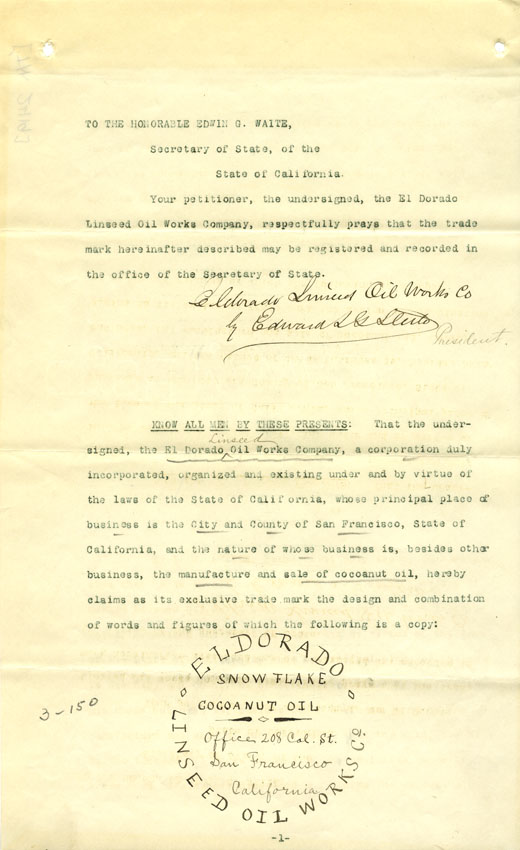 TO THE HONORABLE EDWIN G. WAITE,
Secretary of State, of the
State of California.
Your petitioner, the undersigned, the El Dorado
Linseed Oil Works Company, respectfully prays that the trade
mark hereinafter described may be registered and recorded in
the office of the Secretary of State.
Eldorado Linseed Oil Works Co
by Edward L G Steele
President.
KNOW ALL MEN BY THESE PRESENTS: That the under-
Linseed
signed, the El Dorado Oil Works Company, a corporation duly
incorporated, organized and existing under and by virtue of
the laws of the State of California, whose principal place of
business is the City and County of San Francisco, State of
California, and the nature of whose business is, besides other
business, the manufacture and sale of cocoanut oil, hereby
claims as its exclusive trade mark the design and combination
of words and figures of which the following is a copy:
ELDORADO
SNOW FLAKE
COCOANUT OIL
Office 208 Cal. St.
San Francisco
California
LINSEED OIL WORKS Co.
3-150
-1-